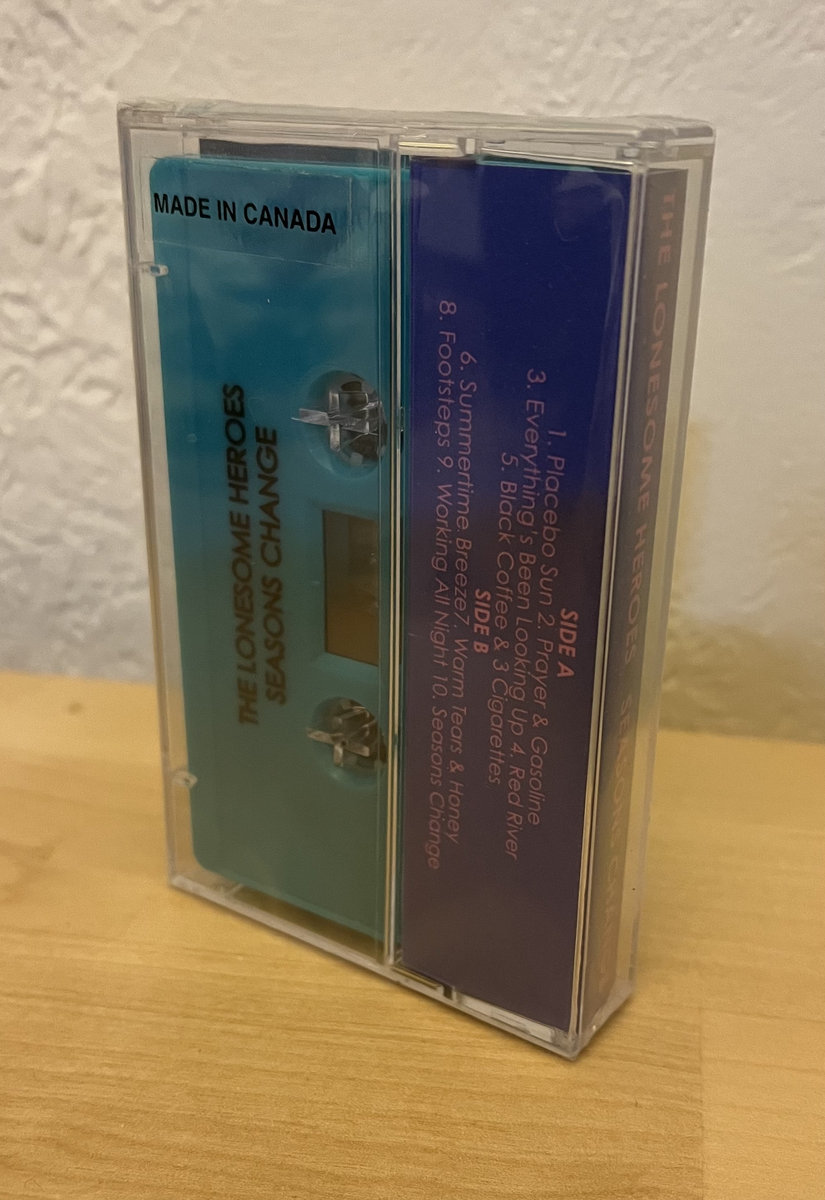 MADE IN CANADA
THE LONESOME HEROES
SEASONS CHANGE
SIDE A
1. Placebo Sun 2. Prayer & Gasoline
3. Everything's Been Looking Up 4. Red River
5. Black Coffee & 3 Cigarettes
SIDE B
6. Summertime Breeze 7. Warm Tears & Honey
8. Footsteps 9. Working All Night 10. Seasons Change
THE LONESOME HEROES SEASONS CHANGE